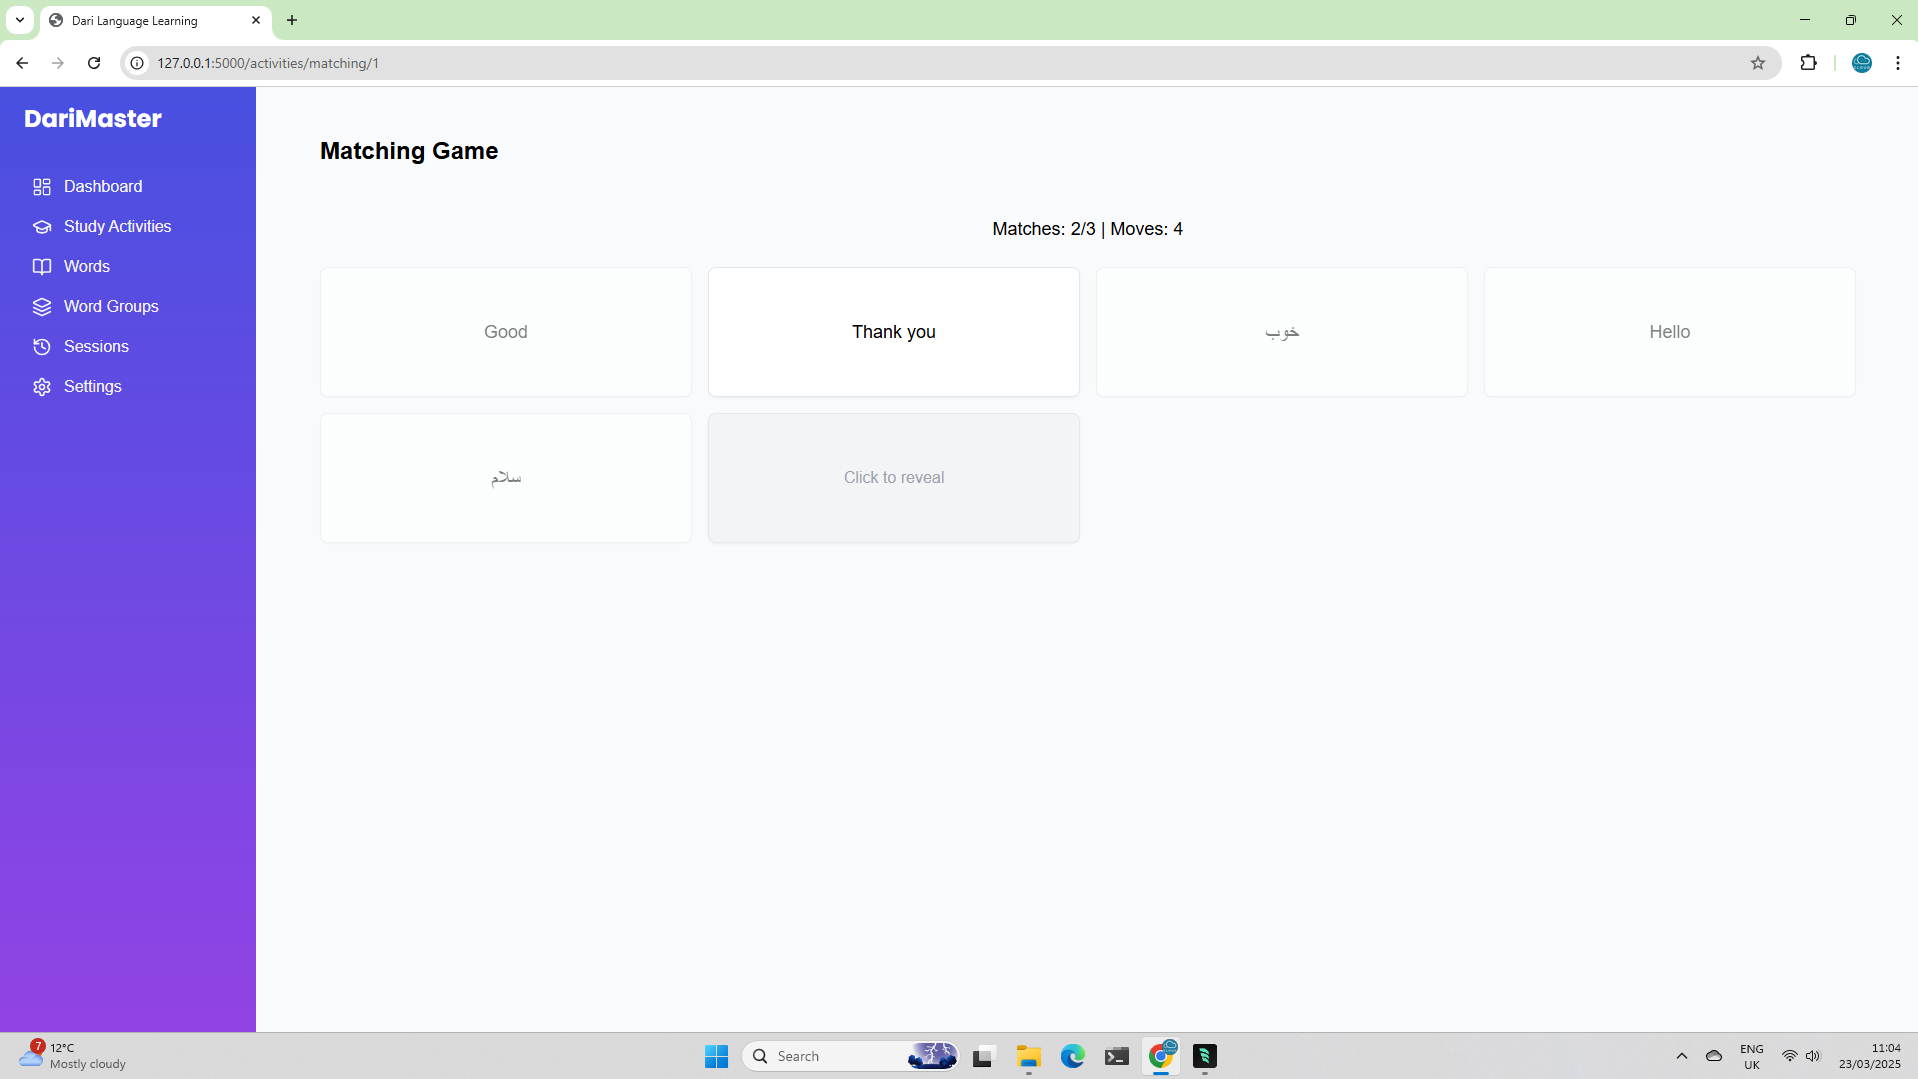 Dari Language Learning
127.0.0.1:5000/activities/matching/1
DariMaster
Dashboard
Study Activities
Words
Word Groups
Sessions
Settings
Matching Game
Matches: 2/3 | Moves: 4
Good
Thank you
خوب
Hello
سلام
Click to reveal
7
12°C
Mostly cloudy
Search
ENG
UK
11:04
23/03/2025